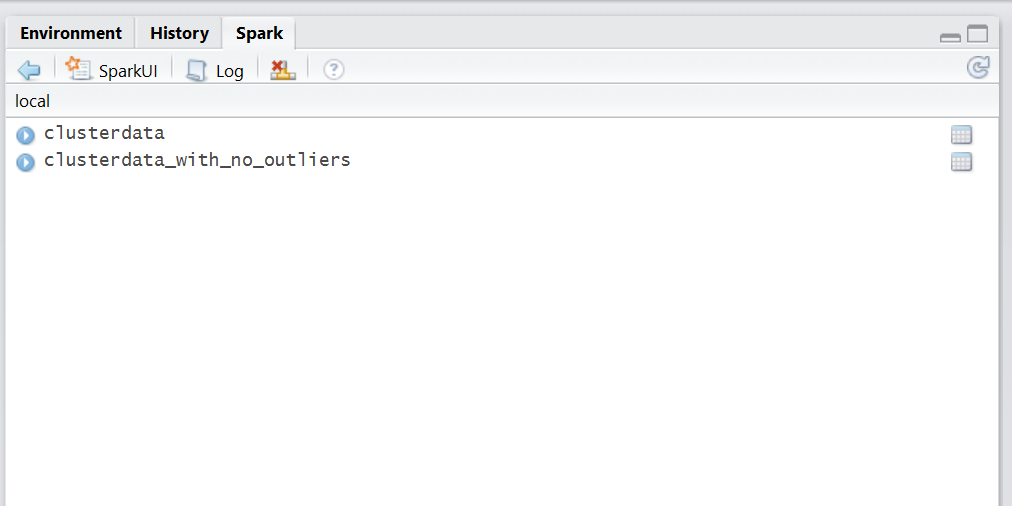 Environment History Spark
SparkUI Log ?
local
clusterdata
clusterdata_with_no_outliers